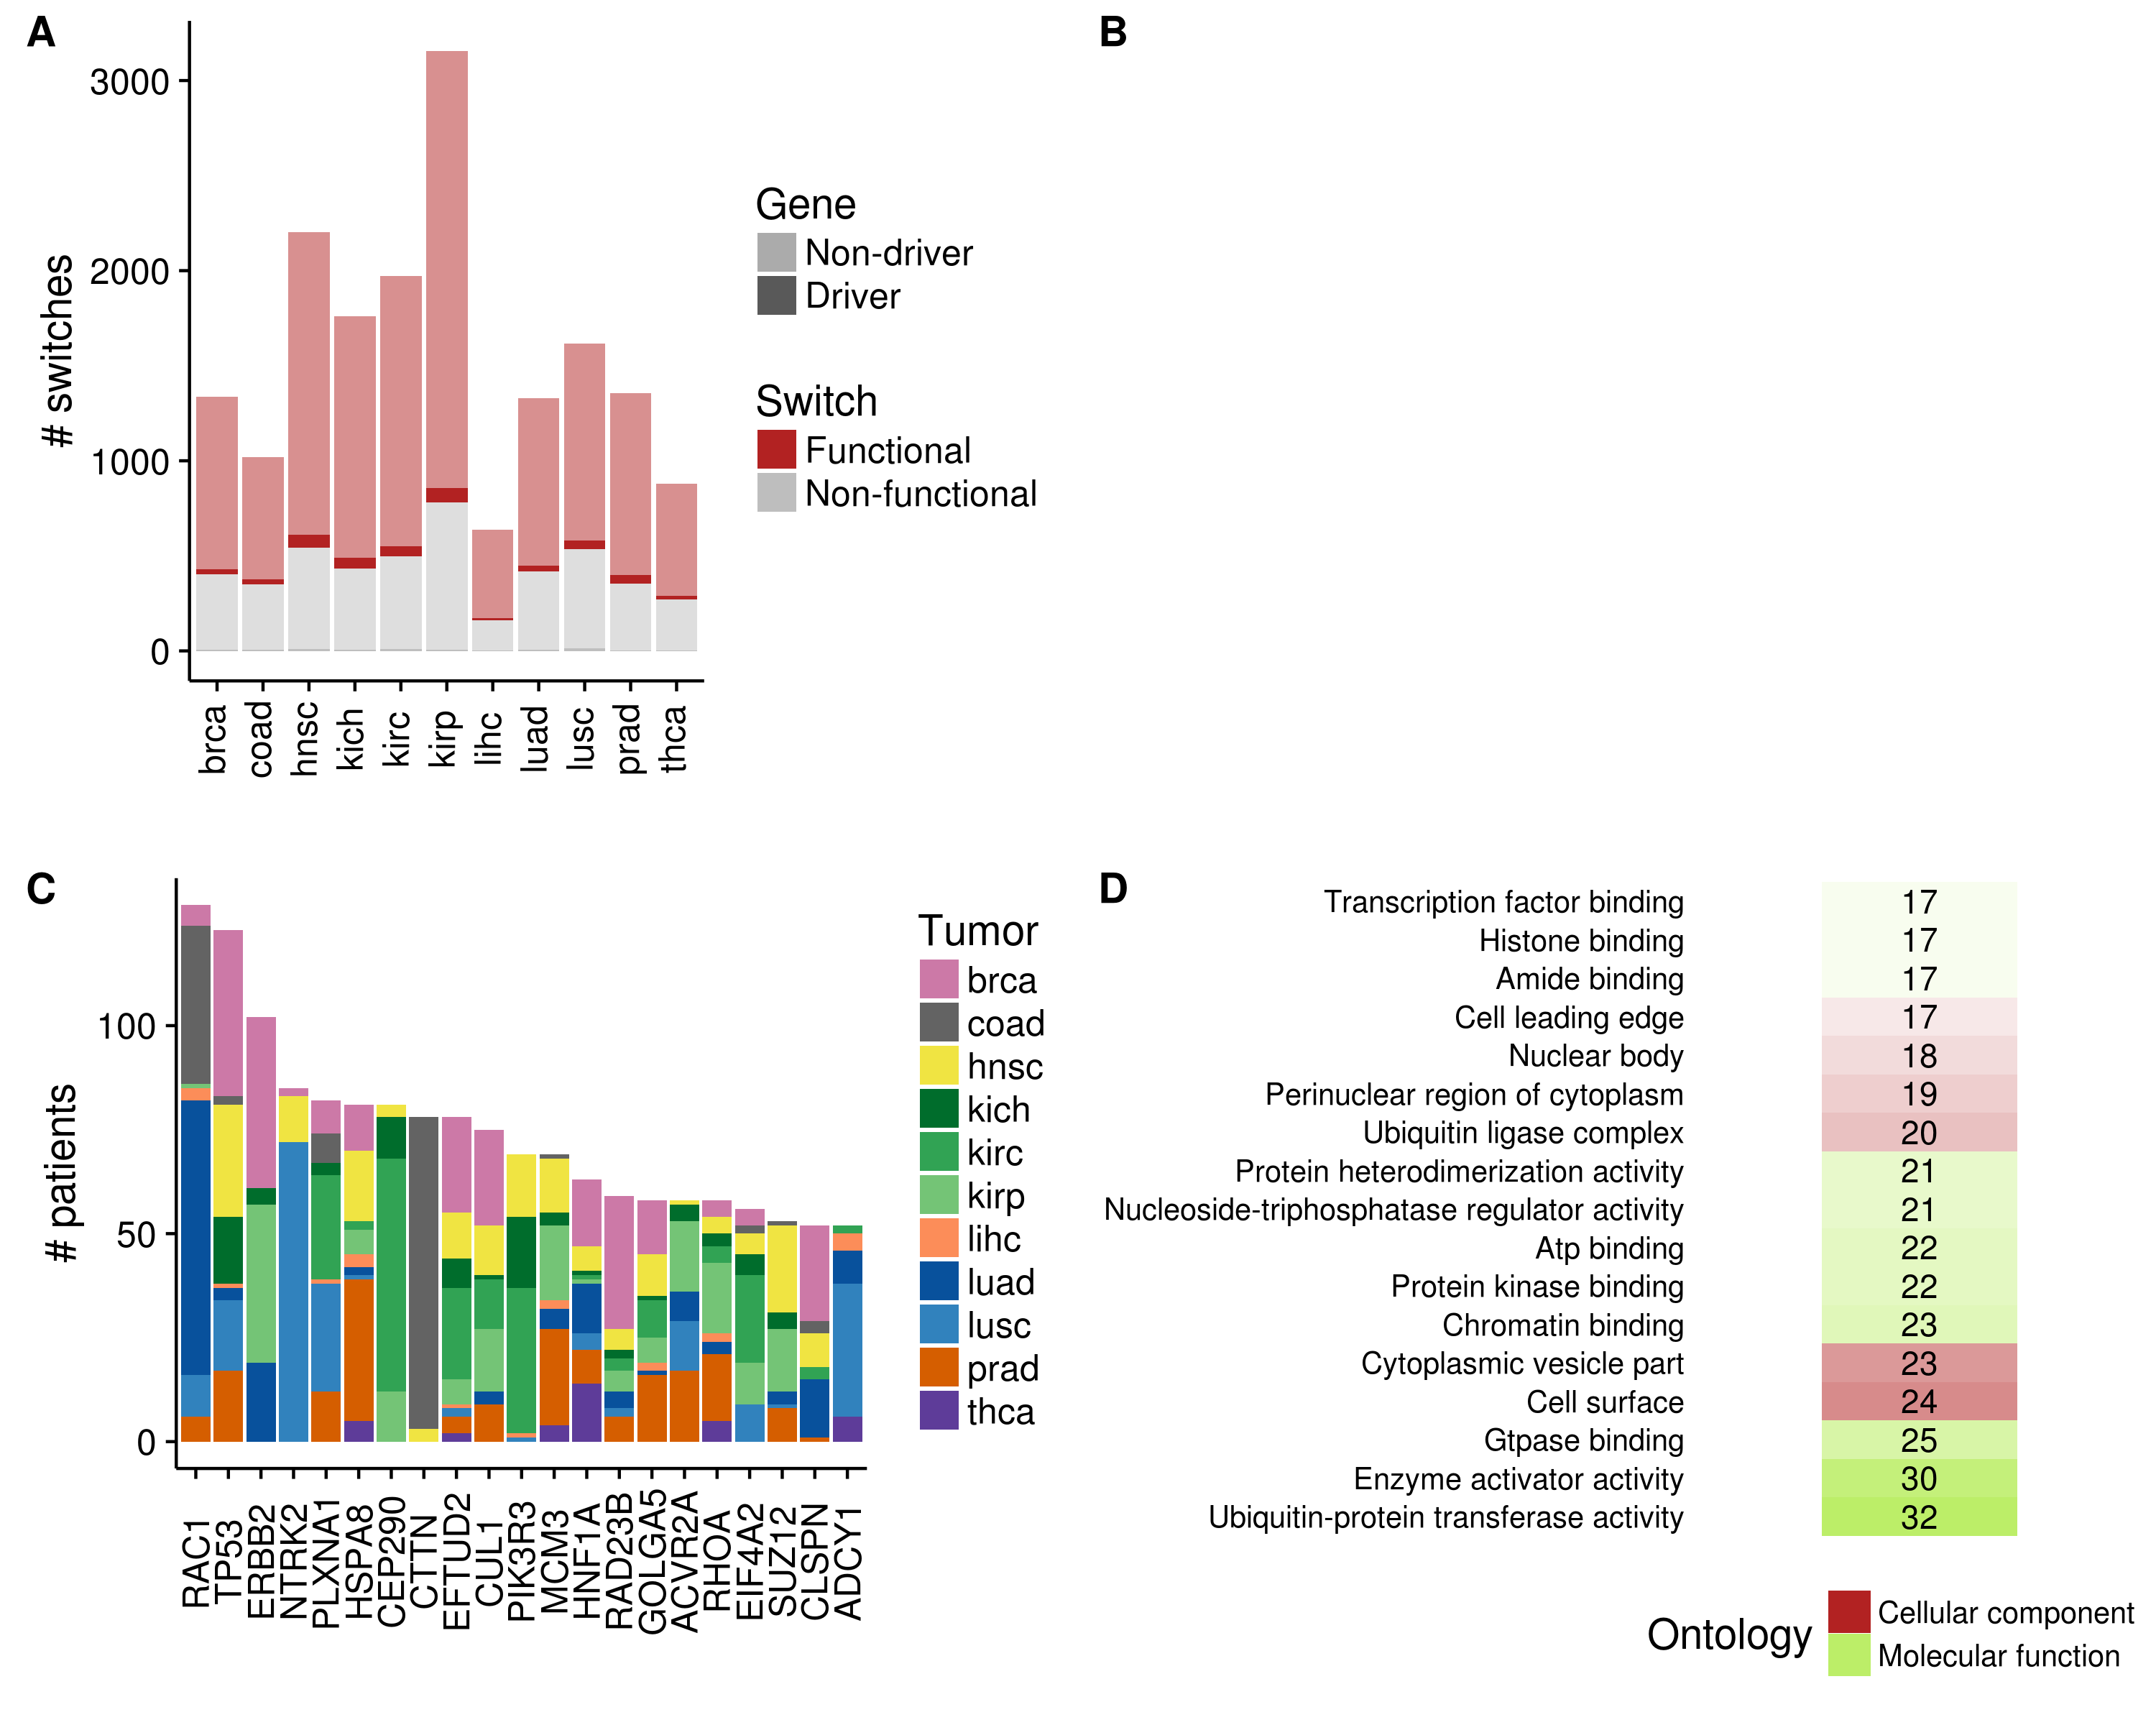 A
# switches
3000
2000
1000
0
brca
coad
hnsc
kich
kirc
kirp
lihc
luad
lusc
prad
thca
Gene
Non-driver
Driver
Switch
Functional
Non-functional
B
C
# patients
100
50
0
RAC1
TP53
ERBB2
NTRK2
PLXNA1
HSPA8
CEP290
CTTN
EFTUD2
CUL1
PIK3R3
MCM3
HNF1A
RAD23B
GOLGA5
ACVR2A
RHOA
EIF4A2
SUZ12
CLSPN
ADCY1
Tumor
brca
coad
hnsc
kich
kirc
kirp
lihc
luad
lusc
prad
thca
D
Transcription factor binding 17
Histone binding 17
Amide binding 17
Cell leading edge 17
Nuclear body 18
Perinuclear region of cytoplasm 19
Ubiquitin ligase complex 20
Protein heterodimerization activity 21
Nucleoside-triphosphatase regulator activity 21
Atp binding 22
Protein kinase binding 22
Chromatin binding 23
Cytoplasmic vesicle part 23
Cell surface 24
Gtpase binding 25
Enzyme activator activity 30
Ubiquitin-protein transferase activity 32
Ontology
Cellular component
Molecular function